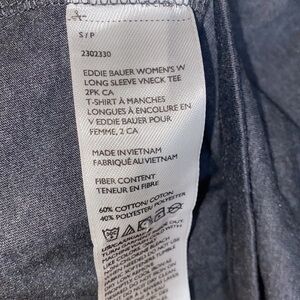 S / P
2302330
EDDIE BAUER WOMEN'S W
LONG SLEEVE VNECK TEE
2PK CA
T-SHIRT À MANCHES
LONGUES À ENCOLURE EN
V EDDIE BAUER POUR
FEMME, 2 CA
MADE IN VIETNAM
FABRIQUÉ AU VIETNAM
FIBER CONTENT
TENEUR EN FIBRE
60% COTTON/ COTON
40% POLYESTER/ POLYESTER